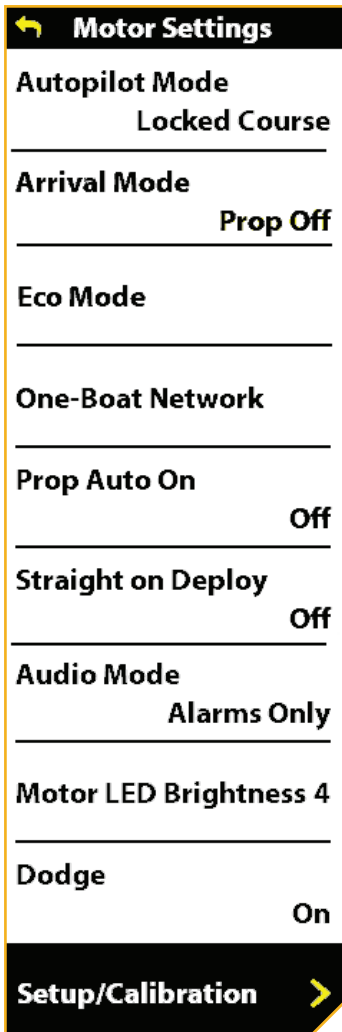 Motor Settings
Autopilot Mode
Locked Course
Arrival Mode
Prop Off
Eco Mode
One-Boat Network
Prop Auto On
Off
Straight on Deploy
Off
Audio Mode
Alarms Only
Motor LED Brightness 4
Dodge
On
Setup/Calibration